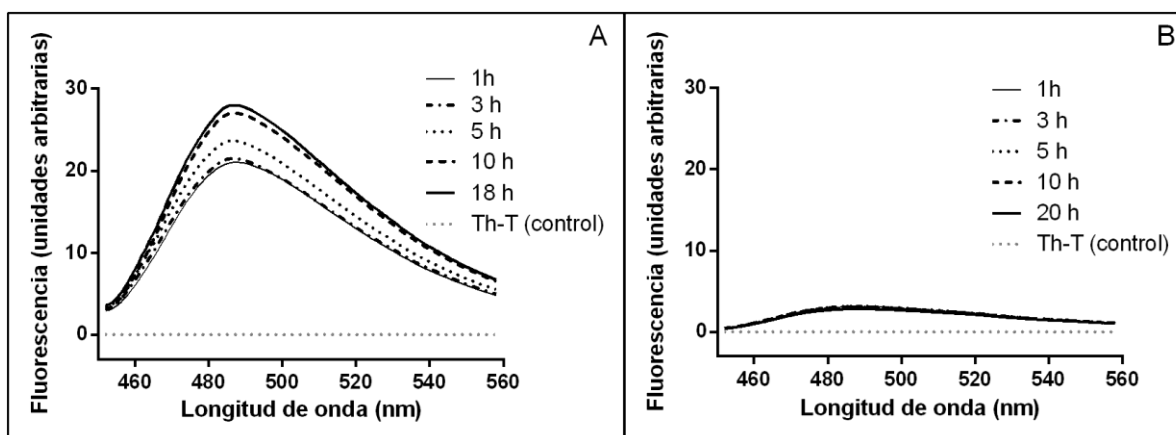 A
Fluorescencia (unidades arbitrarias)
30
20
10
0
1h
3 h
5 h
10 h
18 h
Th-T (control)
460 480 500 520 540 560
Longitud de onda (nm)
B
Fluorescencia (unidades arbitrarias)
30
20
10
0
1h
3 h
5 h
10 h
20 h
Th-T (control)
460 480 500 520 540 560
Longitud de onda (nm)